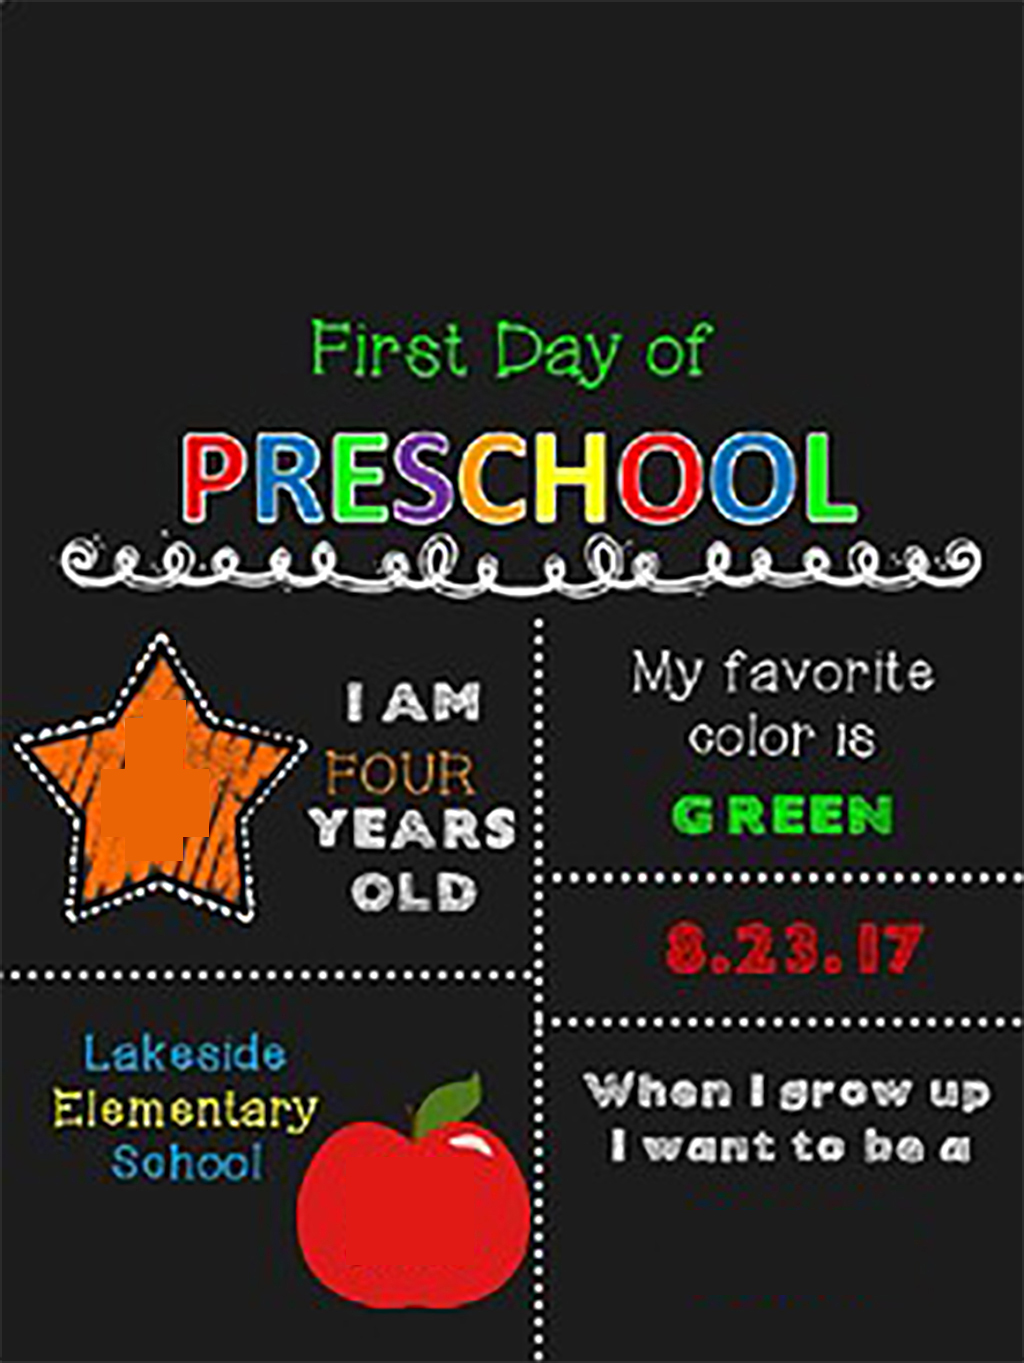 First Day of
PRESCHOOL
I AM
FOUR
YEARS
OLD
My favorite
color is
GREEN
8.23.17
Lakeside
Elementary
School
When I grow up
I want to be a